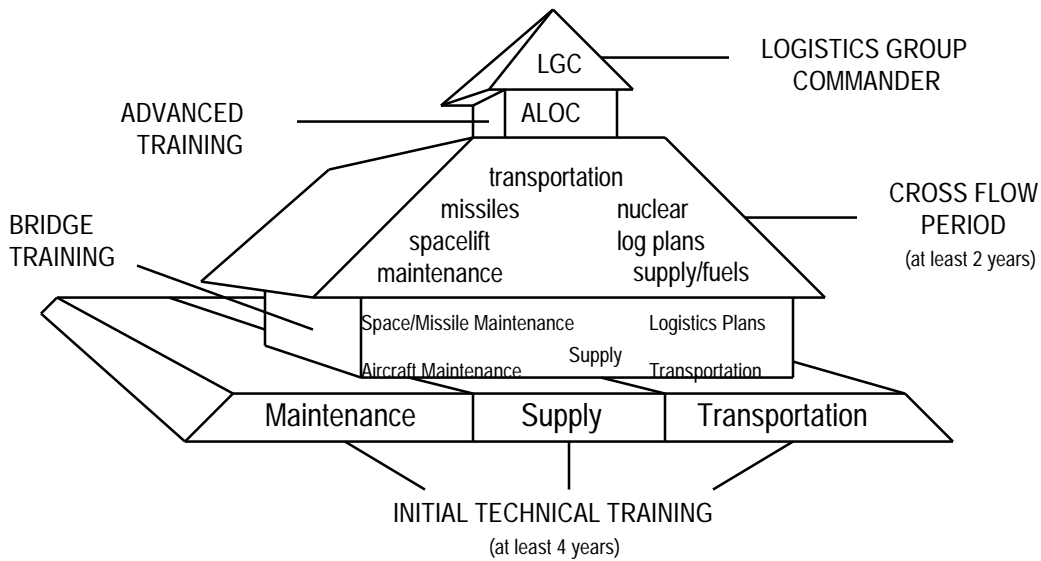 LGC
LOGISTICS GROUP
COMMANDER
ADVANCED
TRAINING
ALOC
transportation
missiles nuclear
spacelift log plans
maintenance supply/fuels
CROSS FLOW
PERIOD
(at least 2 years)
BRIDGE
TRAINING
Space/Missile Maintenance Logistics Plans
Supply
Aircraft Maintenance Transportation
Maintenance Supply Transportation
INITIAL TECHNICAL TRAINING
(at least 4 years)